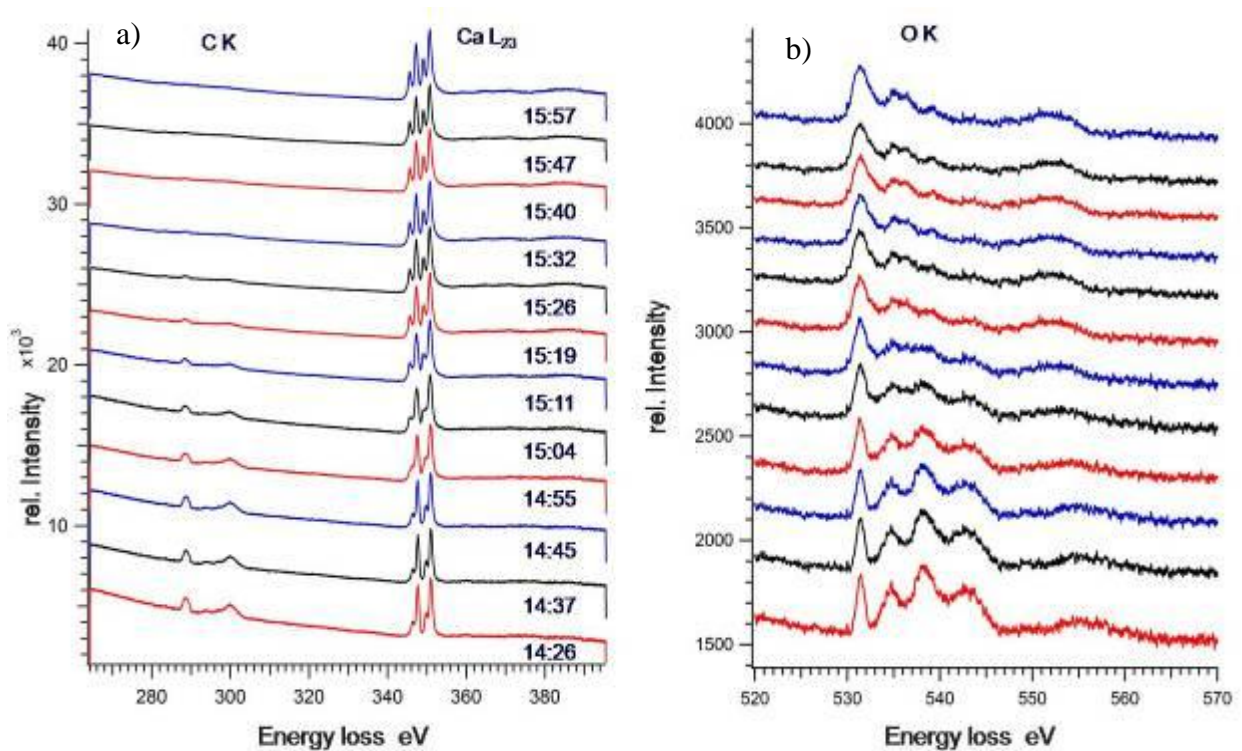 a)
C K
Ca L₂₃
40
30
20
10
rel. Intensity x10³
15:57
15:47
15:40
15:32
15:26
15:19
15:11
15:04
14:55
14:45
14:37
14:26
280 300 320 340 360 380
Energy loss eV
b)
O K
4000
3500
3000
2500
2000
1500
rel. Intensity
520 530 540 550 560 570
Energy loss eV